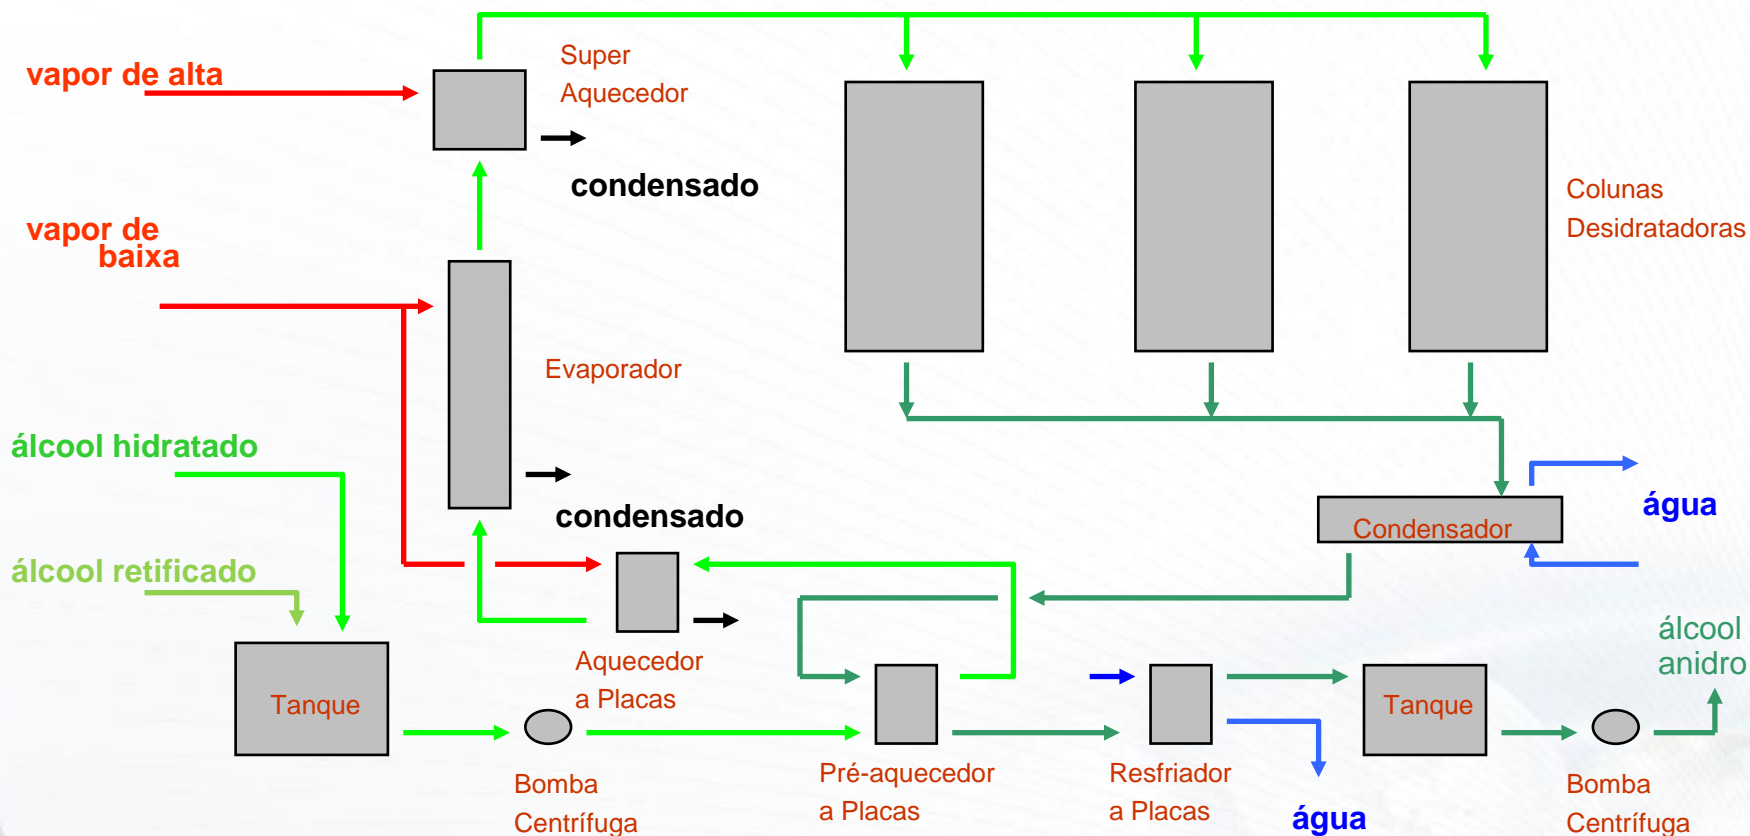 vapor de alta
Super
Aquecedor
condensado
vapor de
baixa
Colunas
Desidratadoras
Evaporador
álcool hidratado
condensado
água
Condensador
álcool retificado
álcool
anidro
Aquecedor
a Placas
Tanque
Tanque
Pré-aquecedor
a Placas
Resfriador
a Placas
Bomba
Centrífuga
água
Bomba
Centrífuga